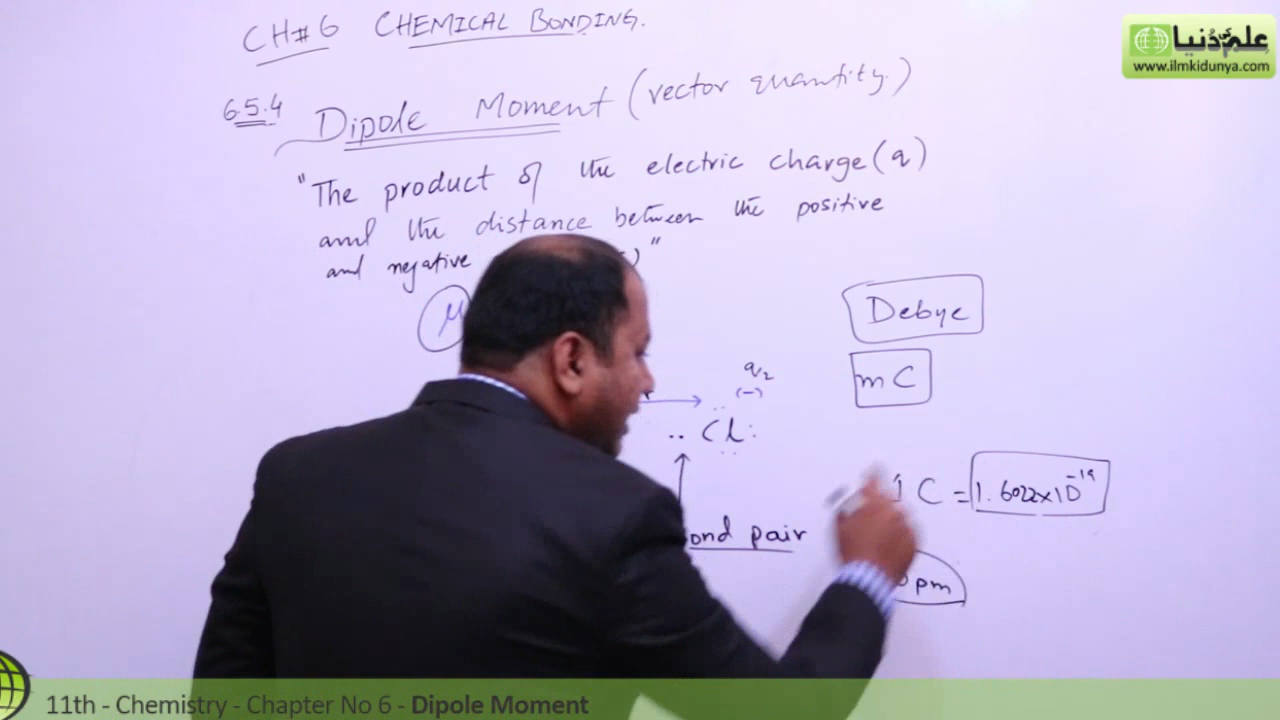 CH# 6 CHEMICAL BONDING.
علم کی دُنیا
www.ilmkidunya.com
6.5.4 Dipole Moment (vector quantity.)
"The product of the electric charge (q)
and the distance between the positive
and negative ) "
μ
Debye
mC
q2
(-)
.. Cl:
1 C = 1.6022x10-19
ond pair
pm
11th - Chemistry - Chapter No 6 - Dipole Moment